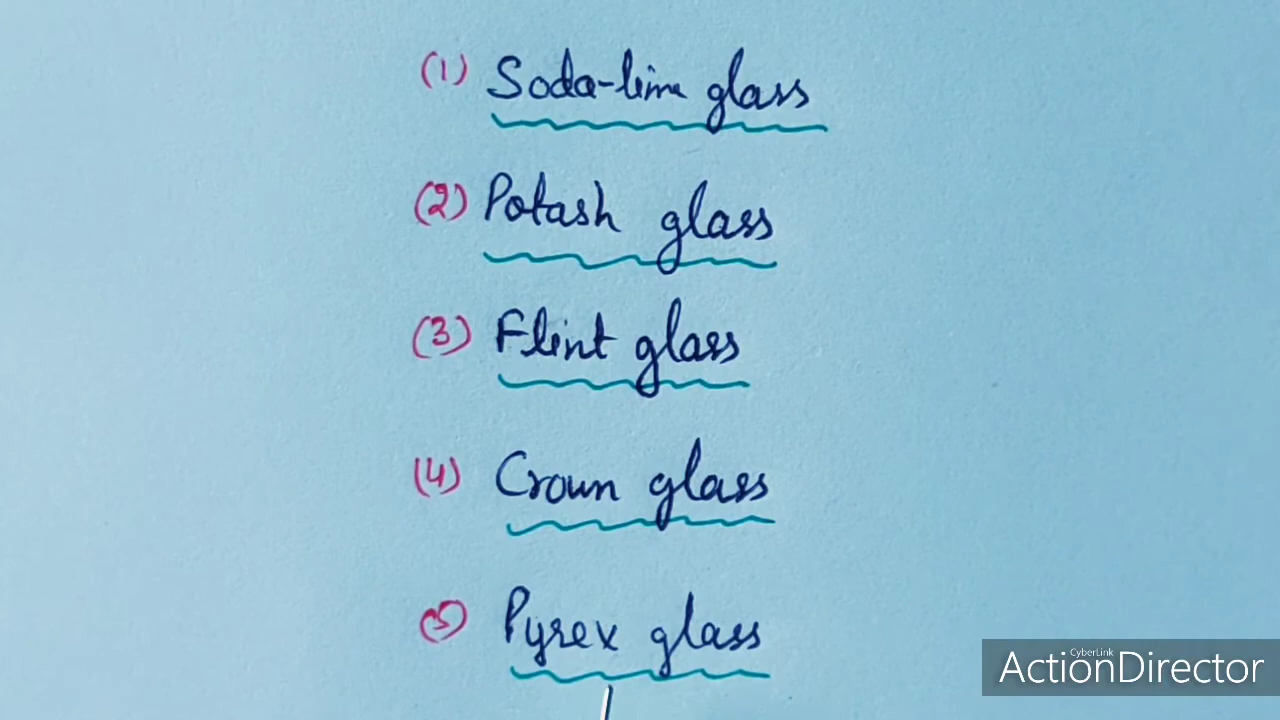 (1) Soda-lime glass
(2) Potash glass
(3) Flint glass
(4) Crown glass
(5) Pyrex glass
CyberLink
ActionDirector